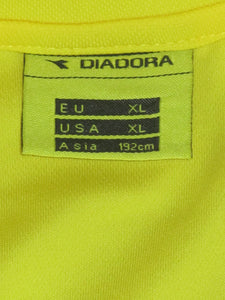 DIADORA
EU XL
USA XL
Asia 192cm